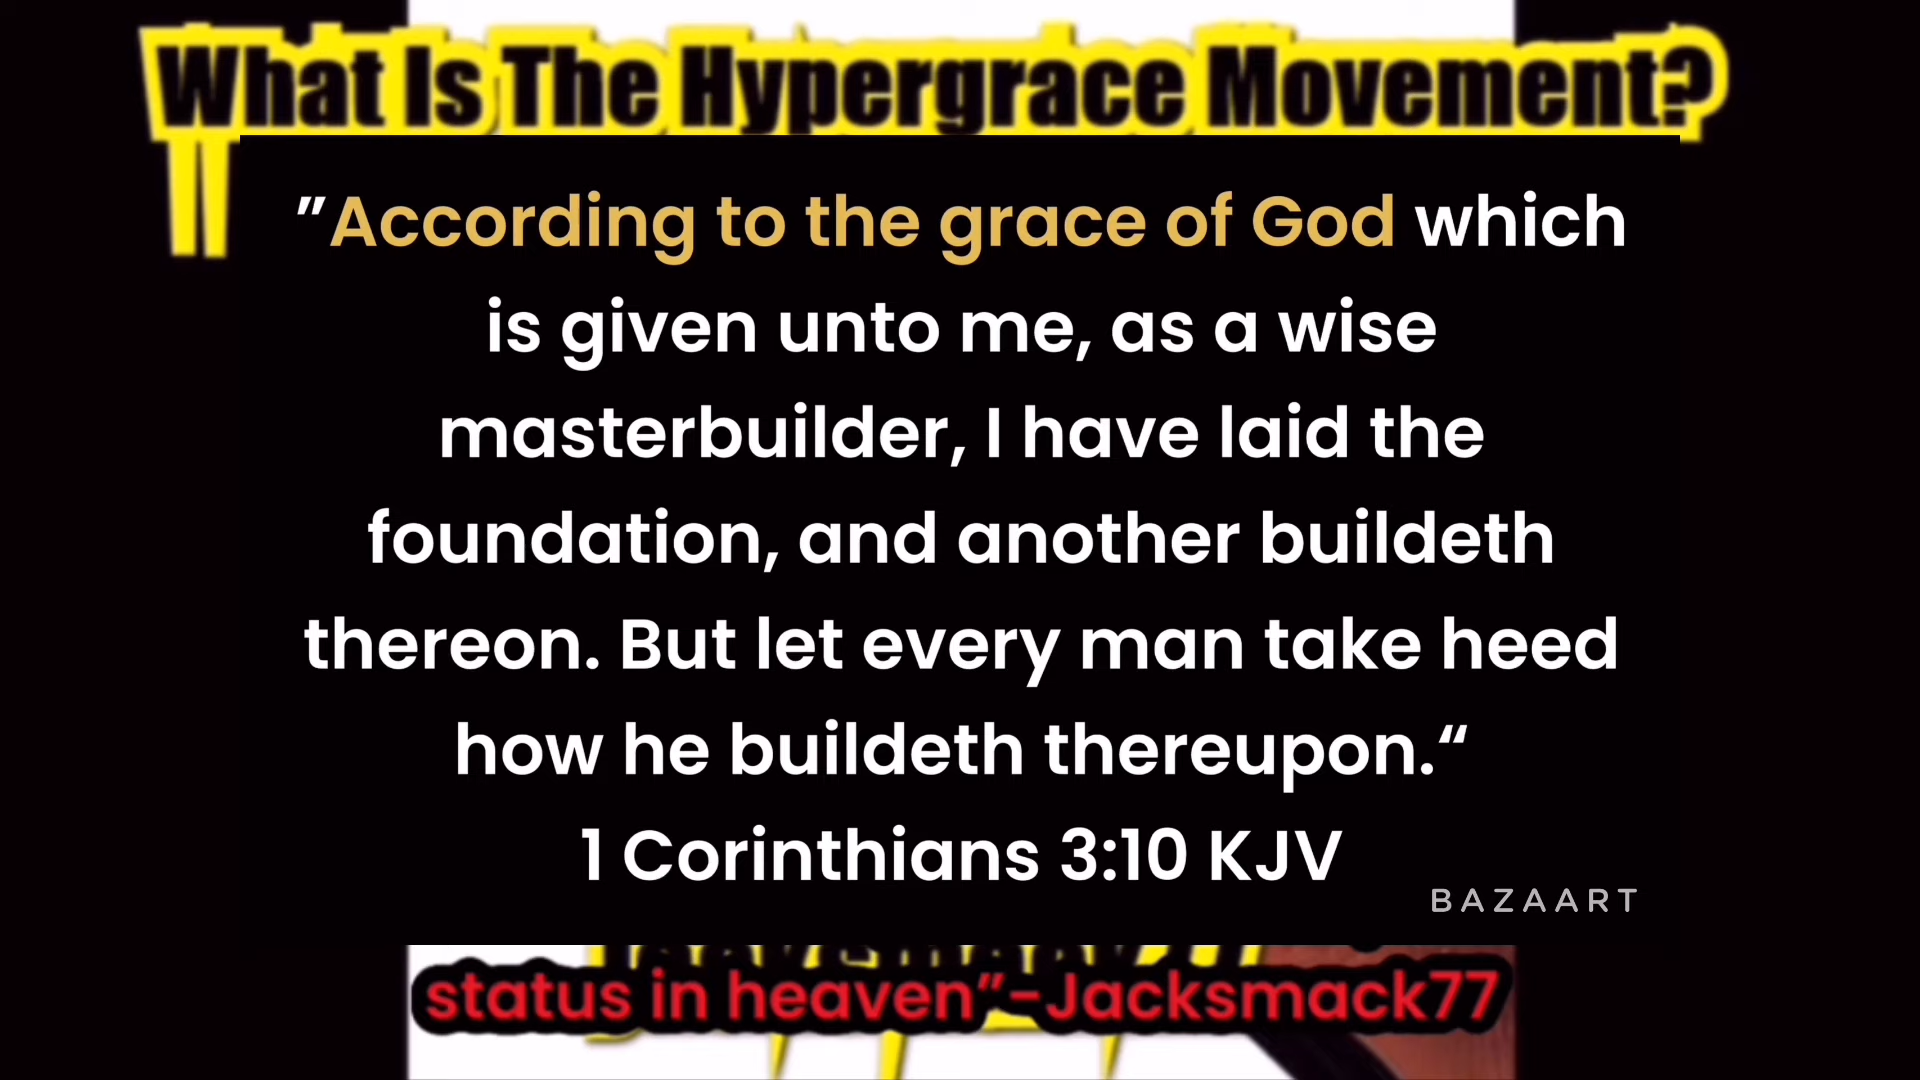 What Is The Hypergrace Movement?
"According to the grace of God which
is given unto me, as a wise
masterbuilder, I have laid the
foundation, and another buildeth
thereon. But let every man take heed
how he buildeth thereupon.“
1 Corinthians 3:10 KJV
BAZAART
status in heaven”-Jacksmack77